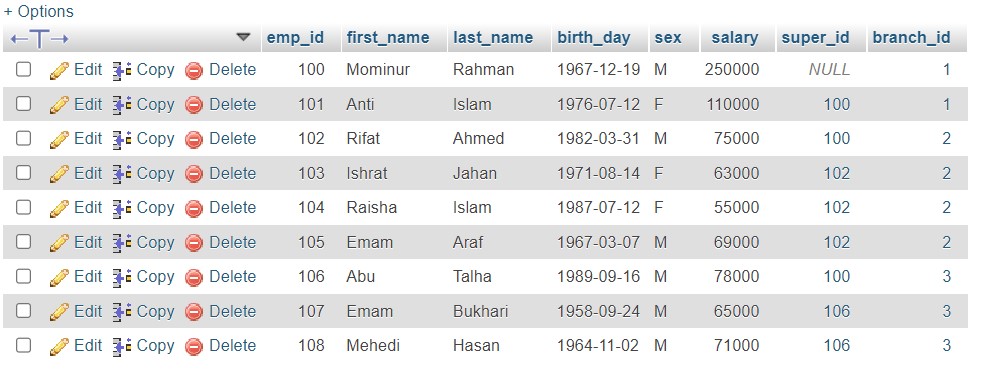 + Options
←T→ emp_id first_name last_name birth_day sex salary super_id branch_id
Edit Copy Delete 100 Mominur Rahman 1967-12-19 M 250000 NULL 1
Edit Copy Delete 101 Anti Islam 1976-07-12 F 110000 100 1
Edit Copy Delete 102 Rifat Ahmed 1982-03-31 M 75000 100 2
Edit Copy Delete 103 Ishrat Jahan 1971-08-14 F 63000 102 2
Edit Copy Delete 104 Raisha Islam 1987-07-12 F 55000 102 2
Edit Copy Delete 105 Emam Araf 1967-03-07 M 69000 102 2
Edit Copy Delete 106 Abu Talha 1989-09-16 M 78000 100 3
Edit Copy Delete 107 Emam Bukhari 1958-09-24 M 65000 106 3
Edit Copy Delete 108 Mehedi Hasan 1964-11-02 M 71000 106 3